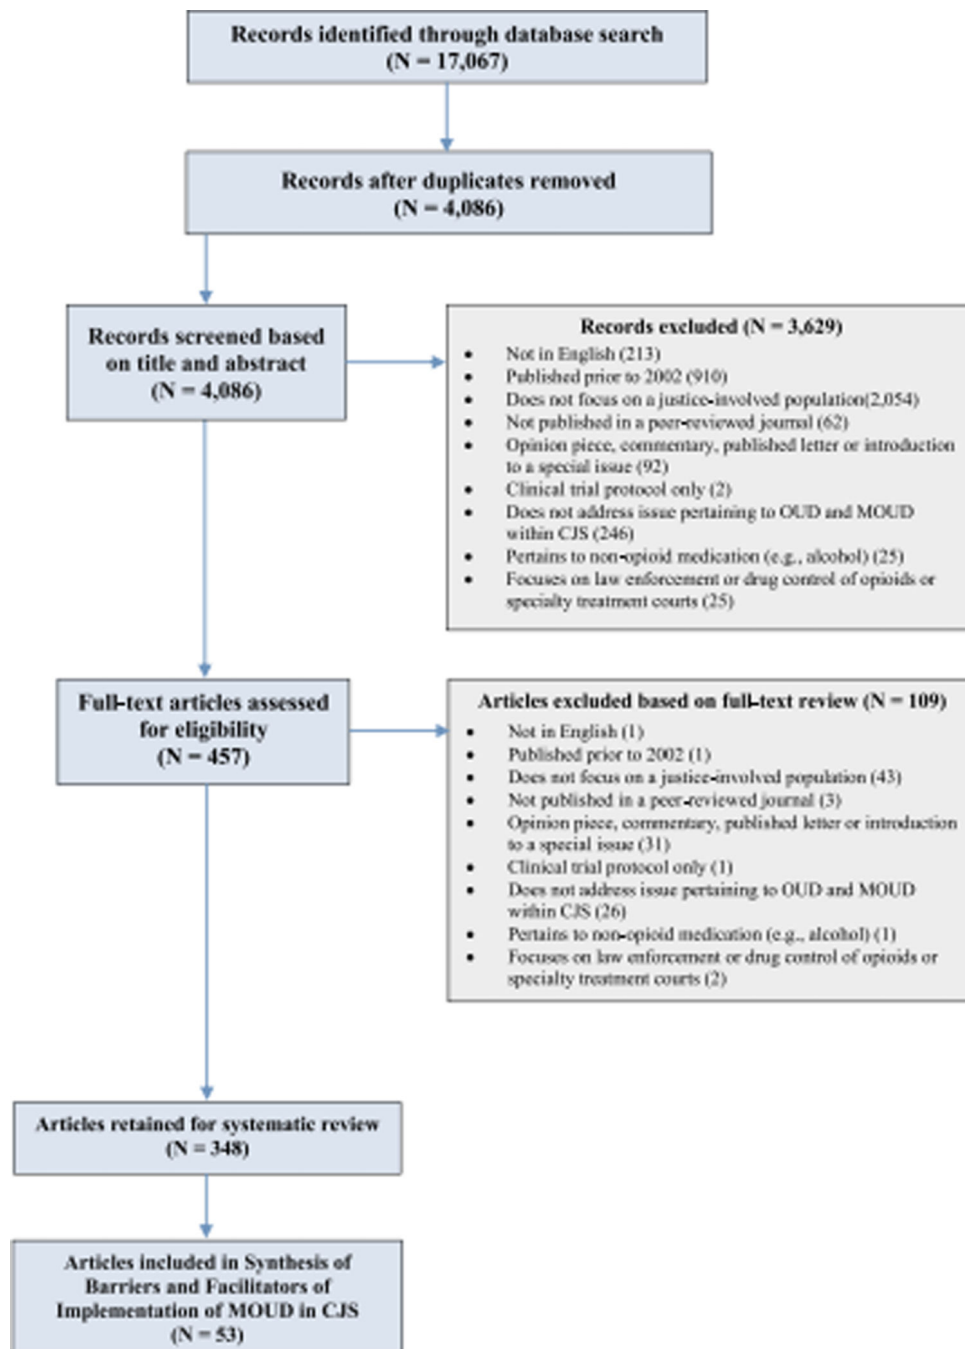 Records identified through database search
(N = 17,067)
Records after duplicates removed
(N = 4,086)
Records screened based
on title and abstract
(N = 4,086)
Records excluded (N = 3,629)
• Not in English (213)
• Published prior to 2002 (910)
• Does not focus on a justice-involved population(2,054)
• Not published in a peer-reviewed journal (62)
• Opinion piece, commentary, published letter or introduction
to a special issue (92)
• Clinical trial protocol only (2)
• Does not address issue pertaining to OUD and MOUD
within CJS (246)
• Pertains to non-opioid medication (e.g., alcohol) (25)
• Focuses on law enforcement or drug control of opioids or
specialty treatment courts (25)
Full-text articles assessed
for eligibility
(N = 457)
Articles excluded based on full-text review (N = 109)
• Not in English (1)
• Published prior to 2002 (1)
• Does not focus on a justice-involved population (43)
• Not published in a peer-reviewed journal (3)
• Opinion piece, commentary, published letter or introduction
to a special issue (31)
• Clinical trial protocol only (1)
• Does not address issue pertaining to OUD and MOUD
within CJS (26)
• Pertains to non-opioid medication (e.g., alcohol) (1)
• Focuses on law enforcement or drug control of opioids or
specialty treatment courts (2)
Articles retained for systematic review
(N = 348)
Articles included in Synthesis of
Barriers and Facilitators of
Implementation of MOUD in CJS
(N = 53)